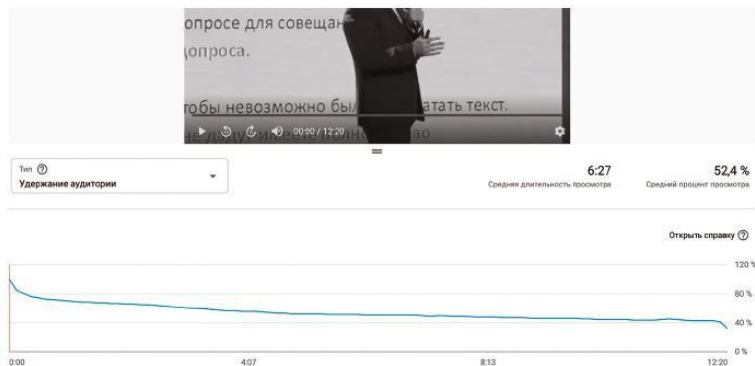 опросе для совещан
допроса.
тобы невозможно бы
атать текст.
00:00 / 12:20
Тип
Удержание аудитории
6:27
Средняя длительность просмотра
52,4 %
Средний процент просмотра
Открыть справку
120 %
80 %
40 %
0 %
0:00
4:07
8:13
12:20